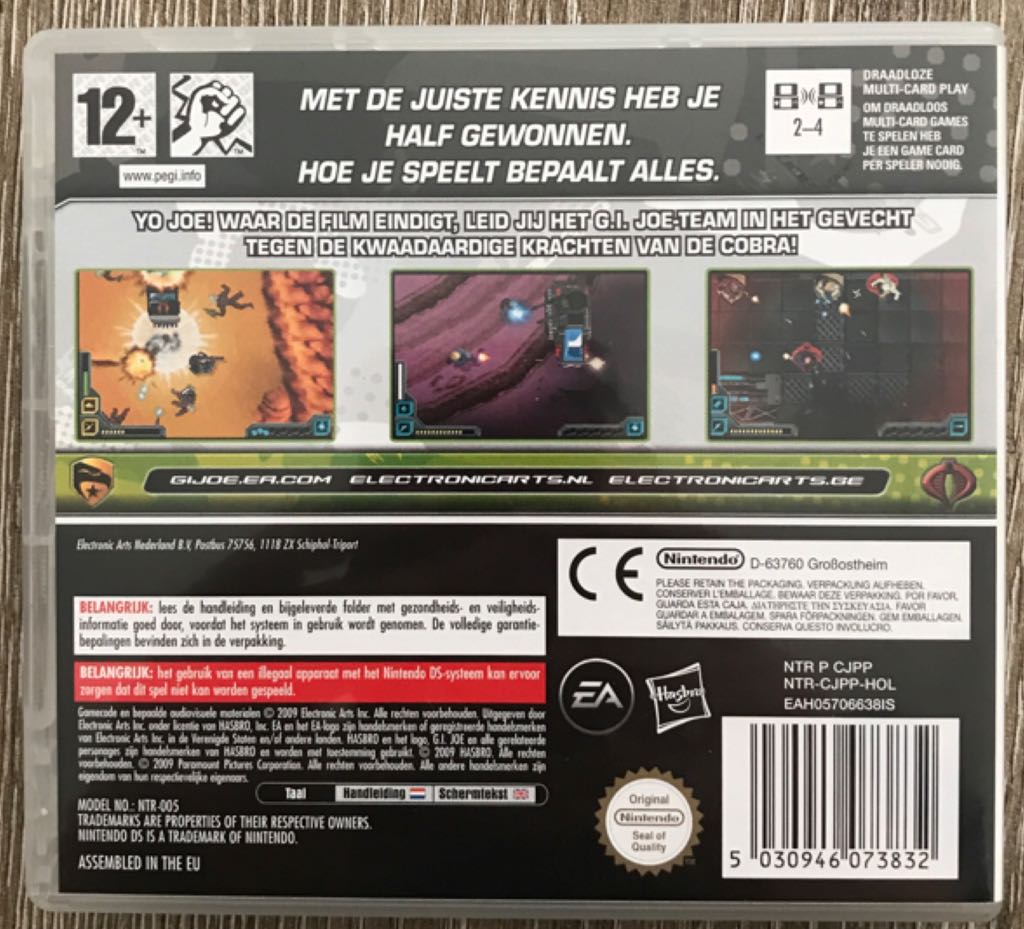 12+
www.pegi.info
MET DE JUISTE KENNIS HEB JE
HALF GEWONNEN.
HOE JE SPEELT BEPAALT ALLES.
2-4
DRAADLOZE
MULTI-CARD PLAY
OM DRAADLOOS
MULTI-CARD GAMES
TE SPELEN HEB
JE EEN GAME CARD
PER SPELER NODIG.
YO JOE! WAAR DE FILM EINDIGT, LEID JIJ HET G.I. JOE-TEAM IN HET GEVECHT
TEGEN DE KWAADAARDIGE KRACHTEN VAN DE COBRA!
GIJOE.EA.COM ELECTRONICARTS.NL ELECTRONICARTS.BE
Electronic Arts Nederland B.V, Postbus 75756, 1118 ZX Schiphol-Triport
BELANGRIJK: lees de handleiding en bijgeleverde folder met gezondheids- en veiligheids-
informatie goed door, voordat het systeem in gebruik wordt genomen. De volledige garantie-
bepalingen bevinden zich in de verpakking.
BELANGRIJK: het gebruik van een illegaal apparaat met het Nintendo DS-systeem kan ervoor
zorgen dat dit spel niet kan worden gespeeld.
Gamecode en bepaalde audiovisuele materialen © 2009 Electronic Arts Inc. Alle rechten voorbehouden. Uitgegeven door
Electronic Arts Inc. onder licentie van HASBRO, Inc. EA en het EA-logo zijn handelsmerken of geregistreerde handelsmerken
van Electronic Arts Inc. in de Verenigde Staten en/of andere landen. HASBRO en het logo, G.I. JOE en alle gerelateerde
personages zijn handelsmerken van HASBRO en worden met toestemming gebruikt. © 2009 HASBRO. Alle rechten
voorbehouden. © 2009 Paramount Pictures Corporation. Alle rechten voorbehouden. Alle andere handelsmerken zijn
eigendom van hun respectievelijke eigenaars.
Taal Handleiding Schermtekst
MODEL NO.: NTR-005
TRADEMARKS ARE PROPERTIES OF THEIR RESPECTIVE OWNERS.
NINTENDO DS IS A TRADEMARK OF NINTENDO.
ASSEMBLED IN THE EU
CE Nintendo D-63760 Großostheim
PLEASE RETAIN THE PACKAGING. VERPACKUNG AUFHEBEN.
CONSERVER L'EMBALLAGE. BEWAAR DEZE VERPAKKING. POR FAVOR,
GUARDA ESTA CAJA. ΔΙΑΤΗΡΗΣΤΕ ΤΗΝ ΣΥΣΚΕΥΑΣΙΑ. FAVOR
GUARDAR A EMBALAGEM. SPARA FÖRPACKNINGEN. GEM EMBALLAGEN.
SÄILYTÄ PAKKAUS. CONSERVA QUESTO INVOLUCRO.
EA
Hasbro
NTR P CJPP
NTR-CJPP-HOL
EAH05706638IS
Original
Nintendo
Seal of
Quality
5 030946 073832